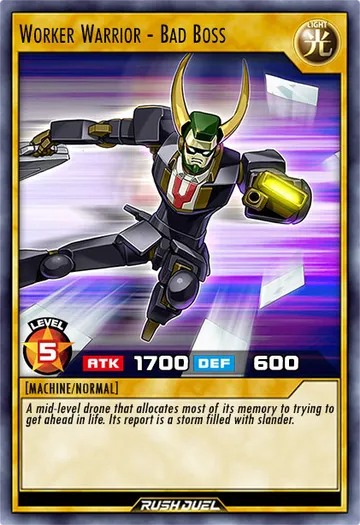 Worker Warrior - Bad Boss
LIGHT
光
LEVEL
5
ATK 1700 DEF 600
[MACHINE/NORMAL]
A mid-level drone that allocates most of its memory to trying to
get ahead in life. Its report is a storm filled with slander.
RUSH DUEL